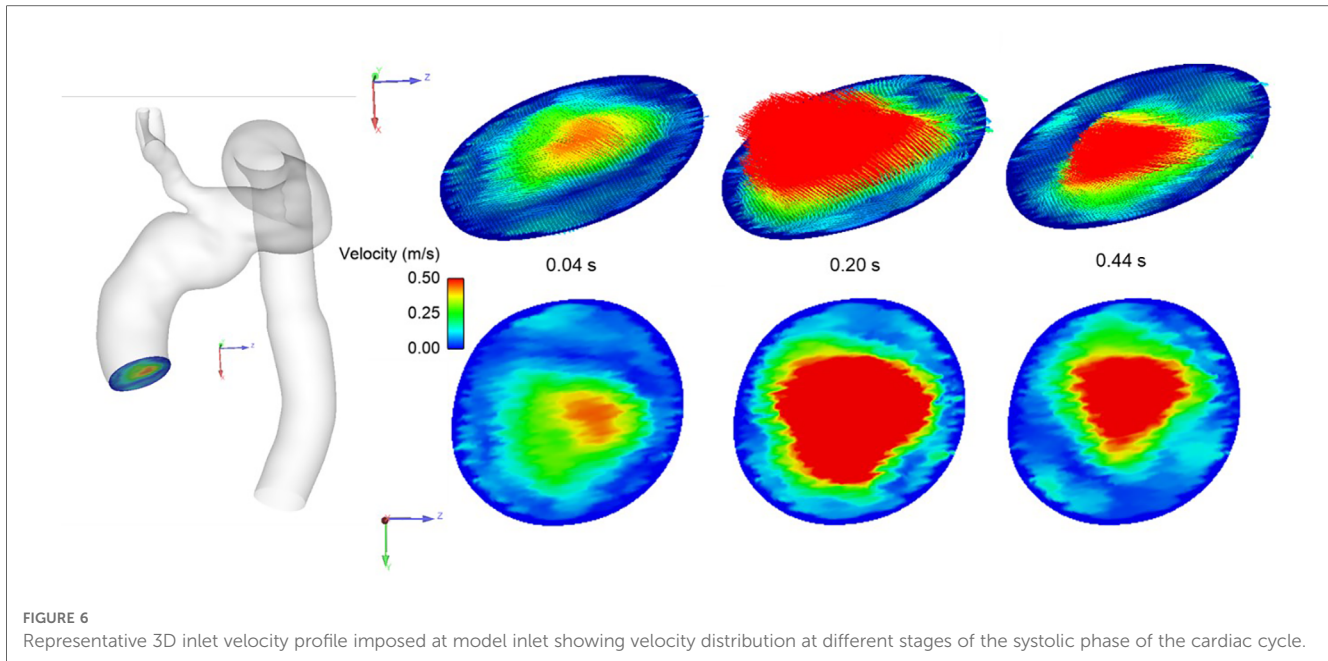 Y
Z
X
Velocity (m/s)
0.50
0.25
0.00
0.04 s
0.20 s
0.44 s
Z
Z
FIGURE 6
Representative 3D inlet velocity profile imposed at model inlet showing velocity distribution at different stages of the systolic phase of the cardiac cycle.